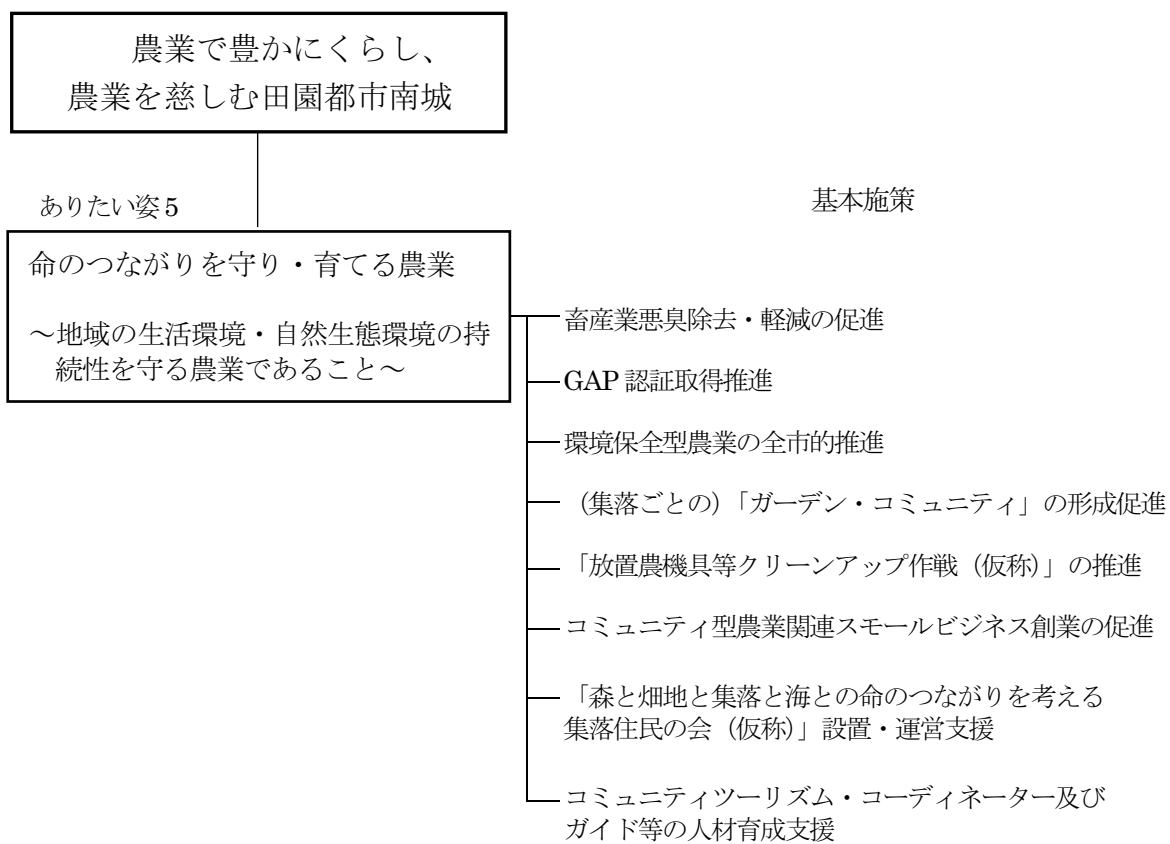 農業で豊かにくらし、
農業を慈しむ田園都市南城
ありたい姿5
基本施策
命のつながりを守り・育てる農業
～地域の生活環境・自然生態環境の持
続性を守る農業であること～
畜産業悪臭除去・軽減の促進
GAP 認証取得推進
環境保全型農業の全市的推進
（集落ごとの）「ガーデン・コミュニティ」の形成促進
「放置農機具等クリーンアップ作戦（仮称）」の推進
コミュニティ型農業関連スモールビジネス創業の促進
「森と畑地と集落と海との命のつながりを考える
集落住民の会（仮称）」設置・運営支援
コミュニティツーリズム・コーディネーター及び
ガイド等の人材育成支援